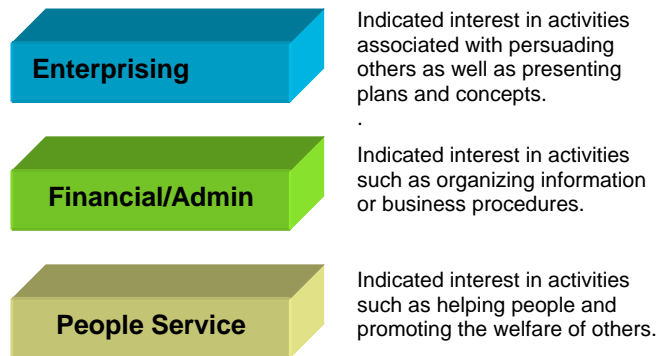 Enterprising
Indicated interest in activities
associated with persuading
others as well as presenting
plans and concepts.
.
Financial/Admin
Indicated interest in activities
such as organizing information
or business procedures.
People Service
Indicated interest in activities
such as helping people and
promoting the welfare of others.